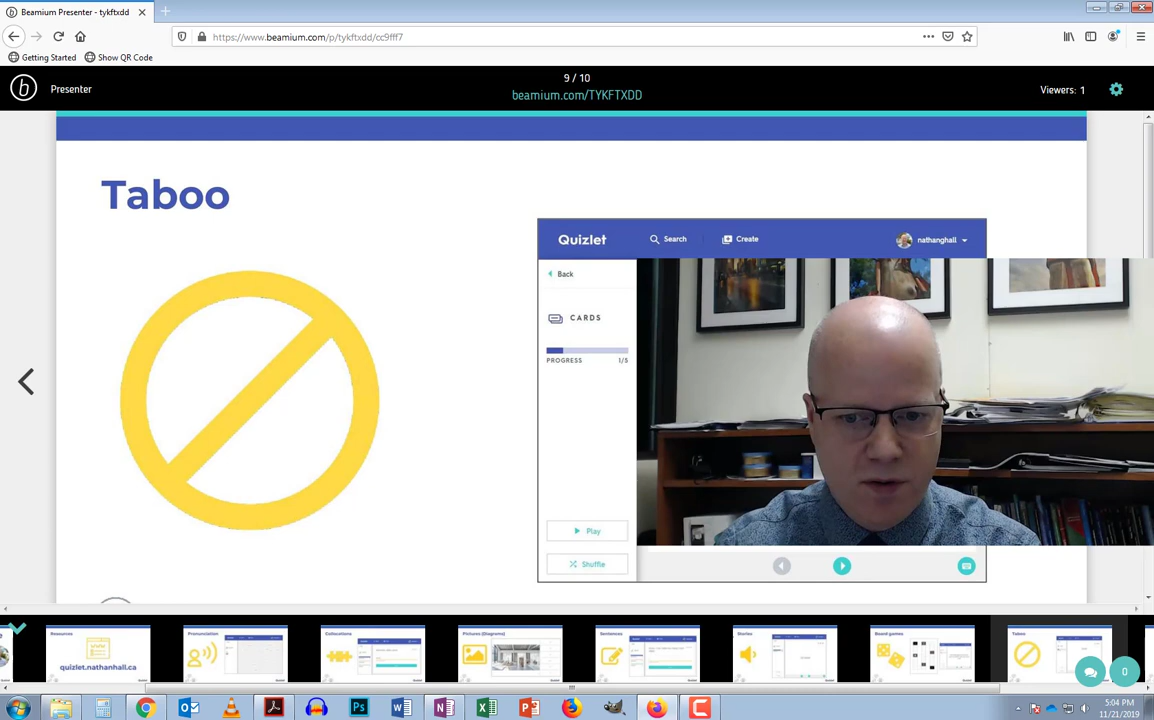 Beamium Presenter - tykftxdd
https://www.beamium.com/p/tykftxdd/cc9fff7
Getting Started
Show QR Code
b
Presenter
9 / 10
beamium.com/TYKFTXDD
Viewers: 1
Taboo
Quizlet
Search
Create
nathanghall
Back
CARDS
PROGRESS
1/5
Play
Shuffle
Resources
quizlet.nathanhall.ca
Pronunciation
Collocations
Pictures (Diagrams)
Sentences
Stories
Board games
Taboo
0
5:04 PM
11/21/2019